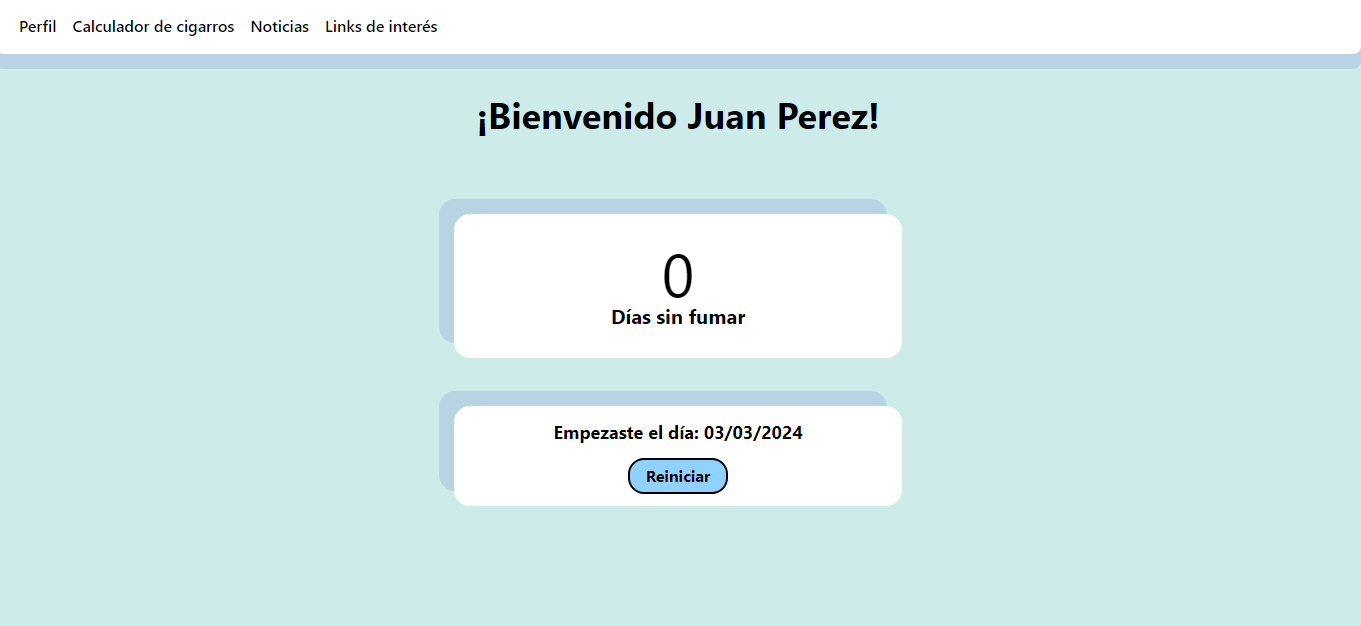 Perfil Calculador de cigarros Noticias Links de interés
¡Bienvenido Juan Perez!
0
Días sin fumar
Empezaste el día: 03/03/2024
Reiniciar